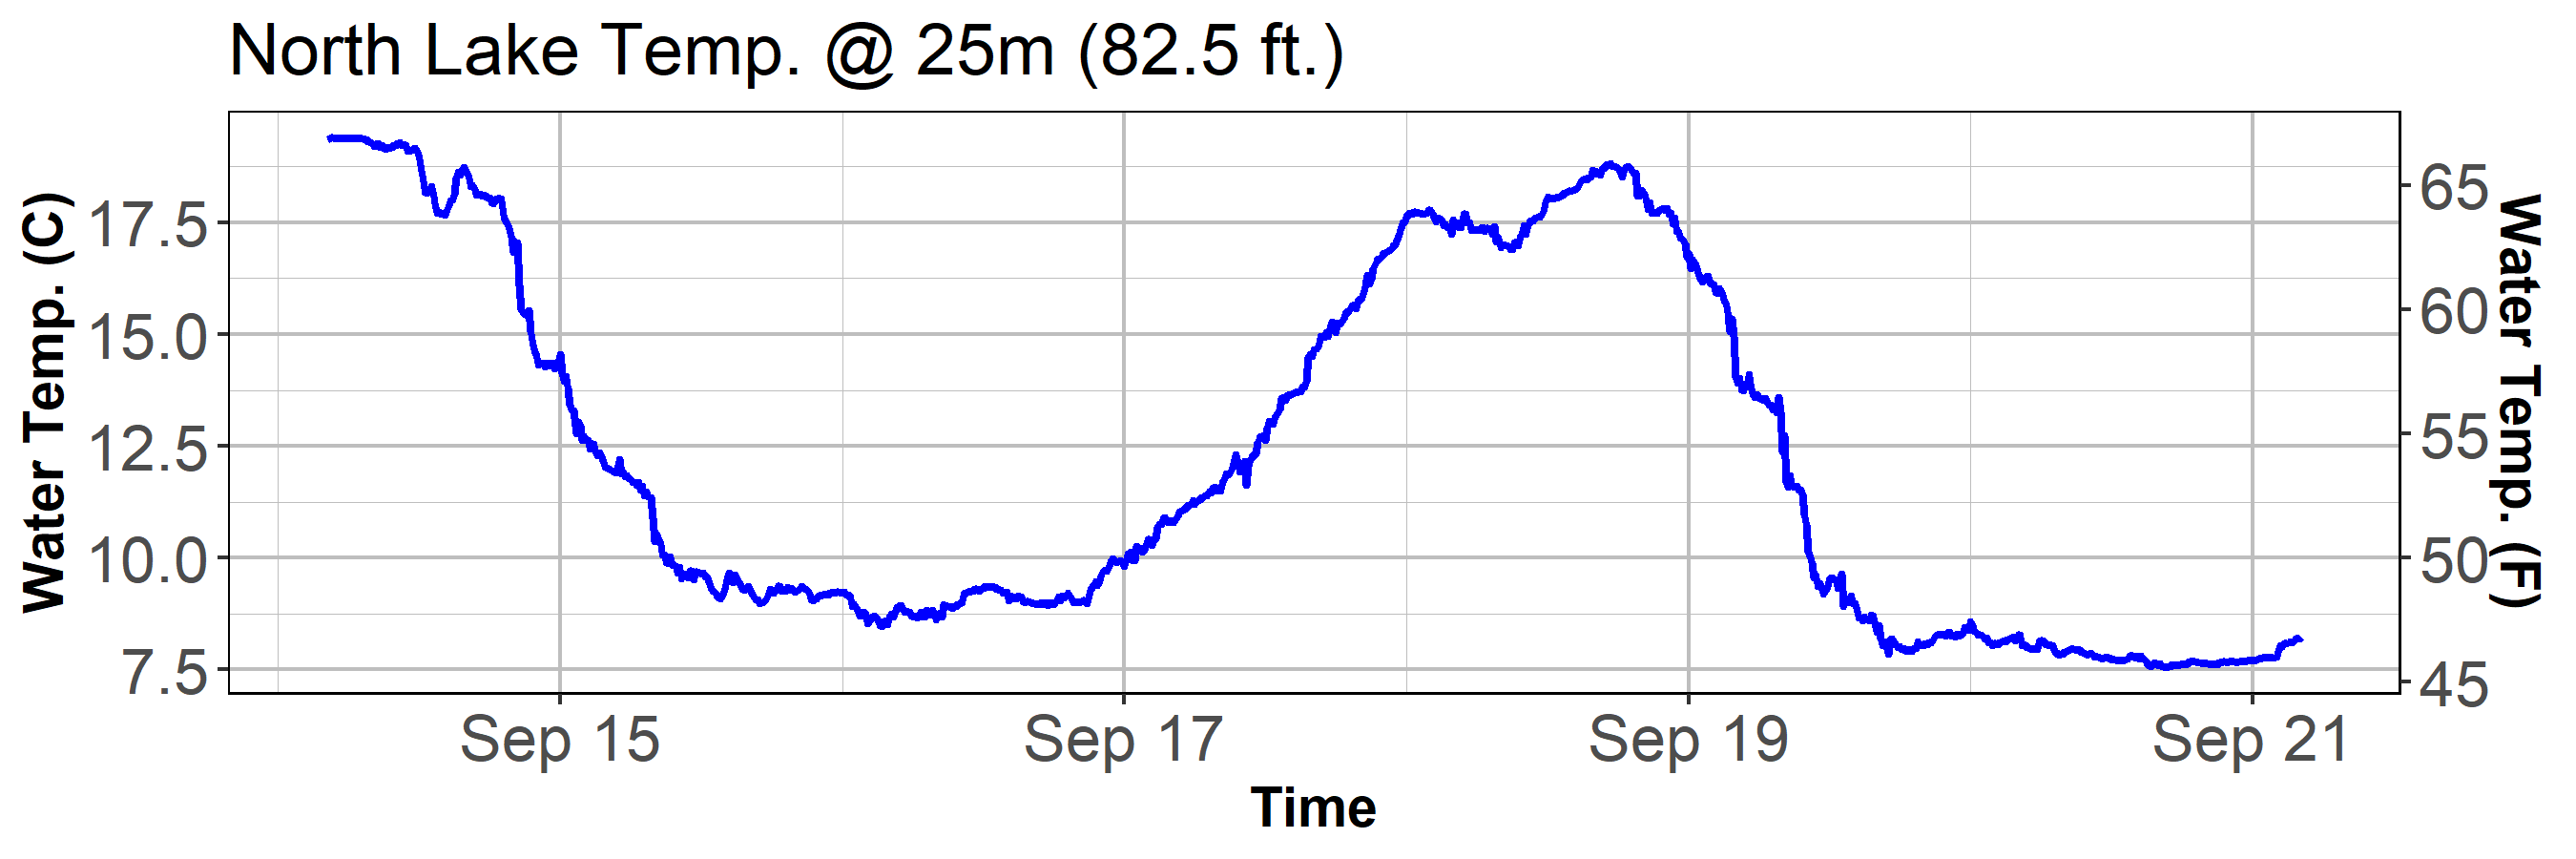 North Lake Temp. @ 25m (82.5 ft.)
Water Temp. (C)
17.5
15.0
12.5
10.0
7.5
65
60
55
50
45
Water Temp. (F)
Sep 15 Sep 17 Sep 19 Sep 21
Time